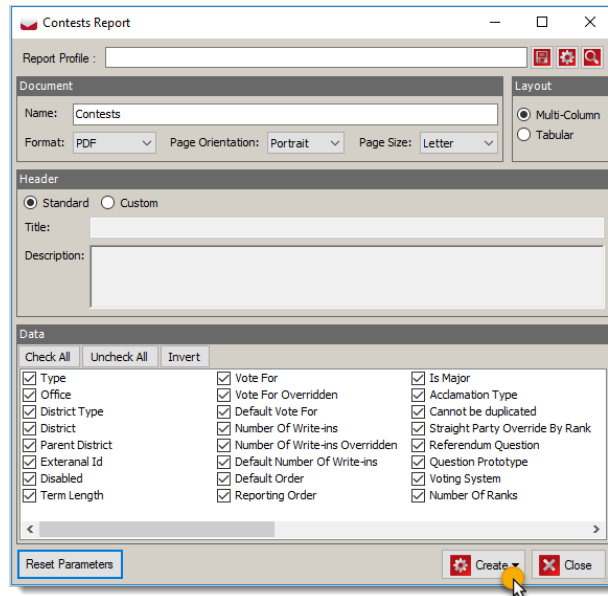 Contests Report
Report Profile :
Document
Layout
Name: Contests
Multi-Column
Format: PDF Page Orientation: Portrait Page Size: Letter
Tabular
Header
Standard Custom
Title:
Description:
Data
Check All Uncheck All Invert
Type Vote For Is Major
Office Vote For Overridden Acclamation Type
District Type Default Vote For Cannot be duplicated
District Number Of Write-ins Straight Party Override By Rank
Parent District Number Of Write-ins Overridden Referendum Question
Exteranal Id Default Number Of Write-ins Question Prototype
Disabled Default Order Voting System
Term Length Reporting Order Number Of Ranks
Reset Parameters Create Close